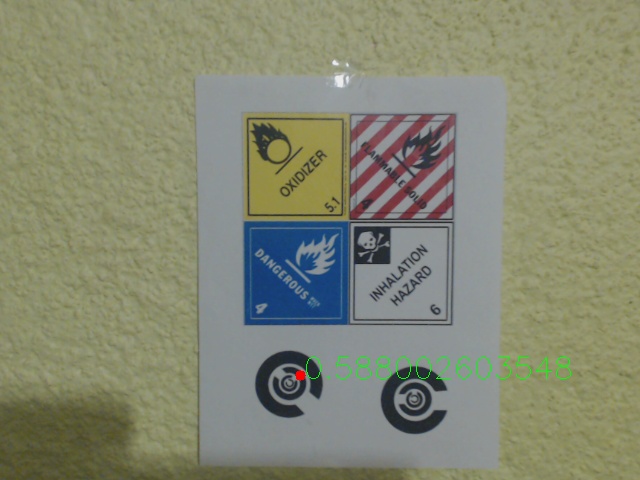 OXIDIZER
5.1
FLAMMABLE SOLID
4
DANGEROUS
4
INHALATION
HAZARD
6
0.588002603548